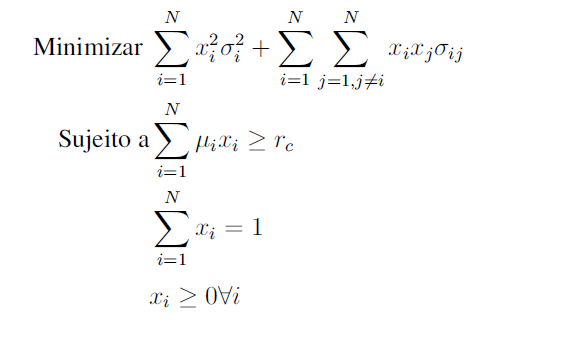 Minimizar $\sum_{i=1}^{N} x_i^2 \sigma_i^2 + \sum_{i=1}^{N} \sum_{j=1, j \neq i}^{N} x_i x_j \sigma_{ij}$
Sujeito a $\sum_{i=1}^{N} \mu_i x_i \geq r_c$
$\sum_{i=1}^{N} x_i = 1$
$x_i \geq 0 \forall i$